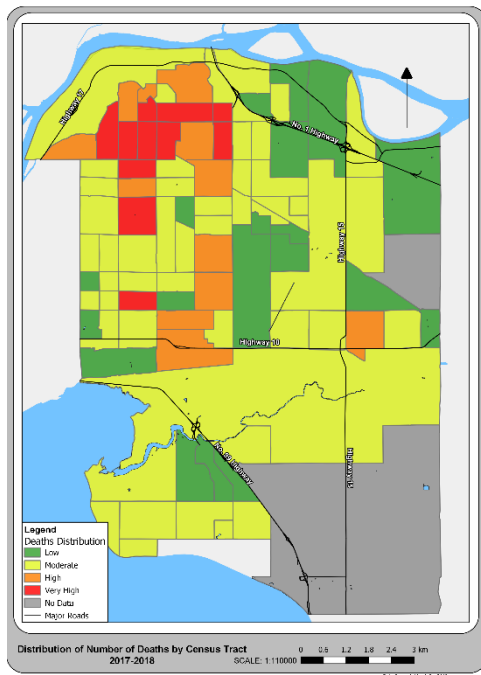 Highway 17
No. 1 Highway
Highway 15
Highway 10
No. 99 Highway
Highway 15
Legend
Deaths Distribution
Low
Moderate
High
Very High
No Data
Major Roads
Distribution of Number of Deaths by Census Tract
2017-2018
SCALE: 1:110000
0 0.6 1.2 1.8 2.4 3 km